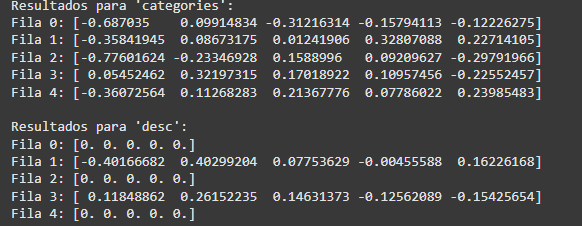 Resultados para 'categories':
Fila 0: [-0.687035    0.09914834 -0.31216314 -0.15794113 -0.12226275]
Fila 1: [-0.35841945  0.08673175  0.01241906  0.32807088  0.22714105]
Fila 2: [-0.77601624 -0.23346928  0.1588996   0.09209627 -0.29791966]
Fila 3: [ 0.05452462  0.32197315  0.17018922  0.10957456 -0.22552457]
Fila 4: [-0.36072564  0.11268283  0.21367776  0.07786022  0.23985483]

Resultados para 'desc':
Fila 0: [0. 0. 0. 0. 0.]
Fila 1: [-0.40166682  0.40299204  0.07753629 -0.00455588  0.16226168]
Fila 2: [0. 0. 0. 0. 0.]
Fila 3: [ 0.11848862  0.26152235  0.14631373 -0.12562089 -0.15425654]
Fila 4: [0. 0. 0. 0. 0.]